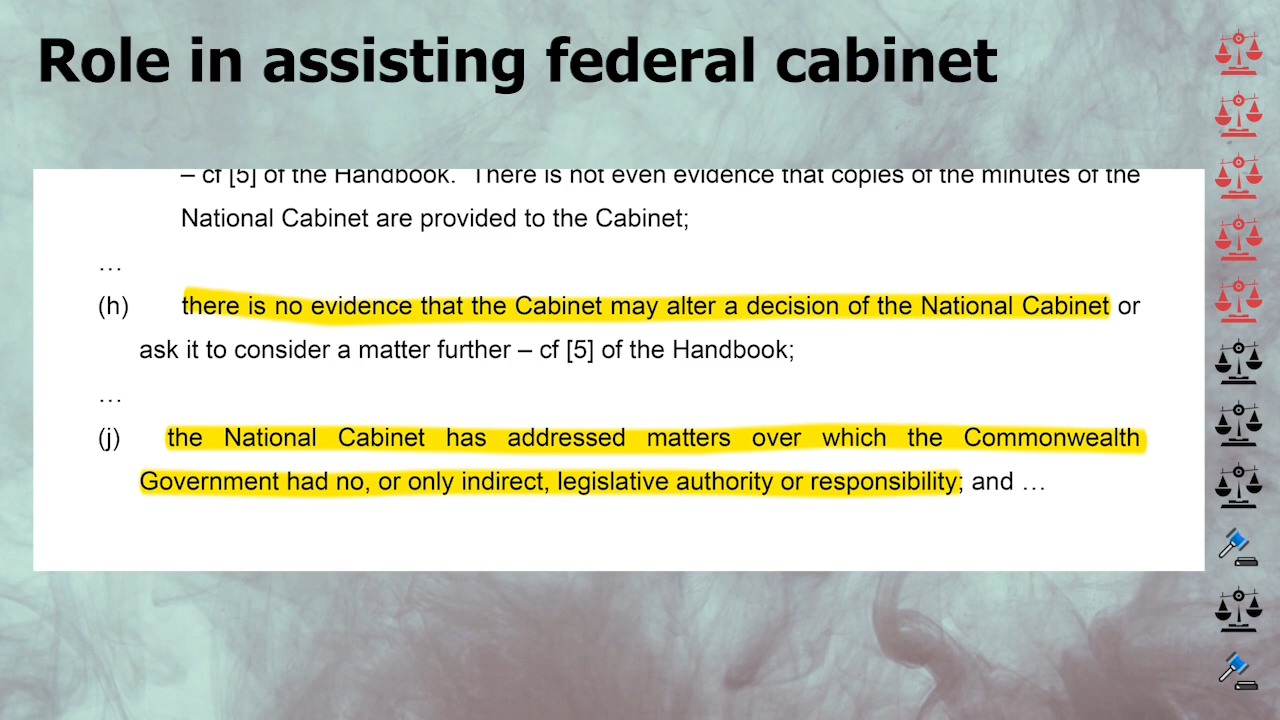 Role in assisting federal cabinet
– cf [5] of the Handbook.  There is not even evidence that copies of the minutes of the
National Cabinet are provided to the Cabinet;
…
(h) there is no evidence that the Cabinet may alter a decision of the National Cabinet or
ask it to consider a matter further – cf [5] of the Handbook;
…
(j) the National Cabinet has addressed matters over which the Commonwealth
Government had no, or only indirect, legislative authority or responsibility; and …